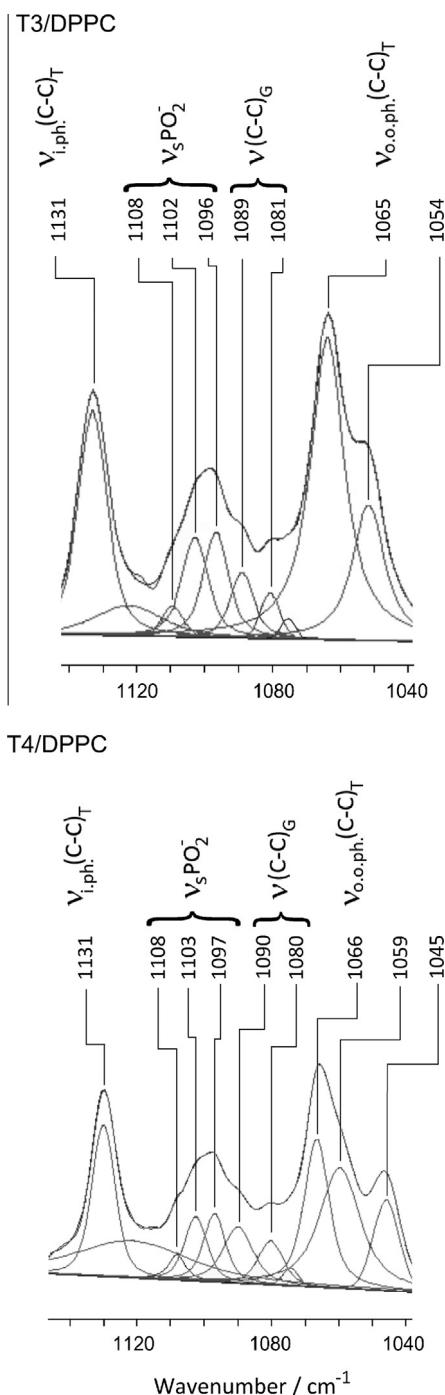 T3/DPPC
νi.ph.(C-C)T
νsPO2-
ν(C-C)G
νo.o.ph.(C-C)T
1131
1108
1102
1096
1089
1081
1065
1054
1120
1080
1040
T4/DPPC
νi.ph.(C-C)T
νsPO2-
ν(C-C)G
νo.o.ph.(C-C)T
1131
1108
1103
1097
1090
1080
1066
1059
1045
1120
1080
1040
Wavenumber / cm-1